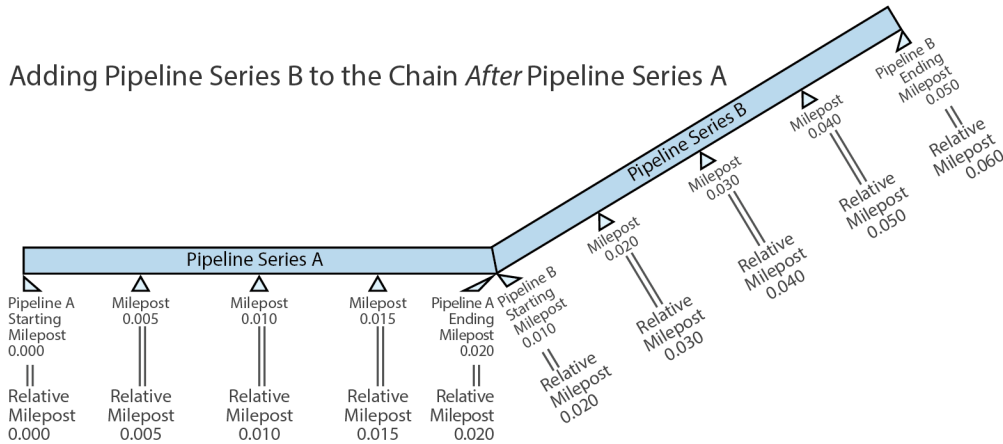 Adding Pipeline Series B to the Chain After Pipeline Series A
Pipeline Series A
Pipeline Series B
Pipeline A
Starting
Milepost
0.000
Relative
Milepost
0.000
Milepost
0.005
Relative
Milepost
0.005
Milepost
0.010
Relative
Milepost
0.010
Milepost
0.015
Relative
Milepost
0.015
Pipeline A
Ending
Milepost
0.020
Relative
Milepost
0.020
Pipeline B
Starting
Milepost
0.010
Relative
Milepost
0.020
Milepost
0.020
Relative
Milepost
0.030
Milepost
0.030
Relative
Milepost
0.040
Milepost
0.040
Relative
Milepost
0.050
Pipeline B
Ending
Milepost
0.050
Relative
Milepost
0.060